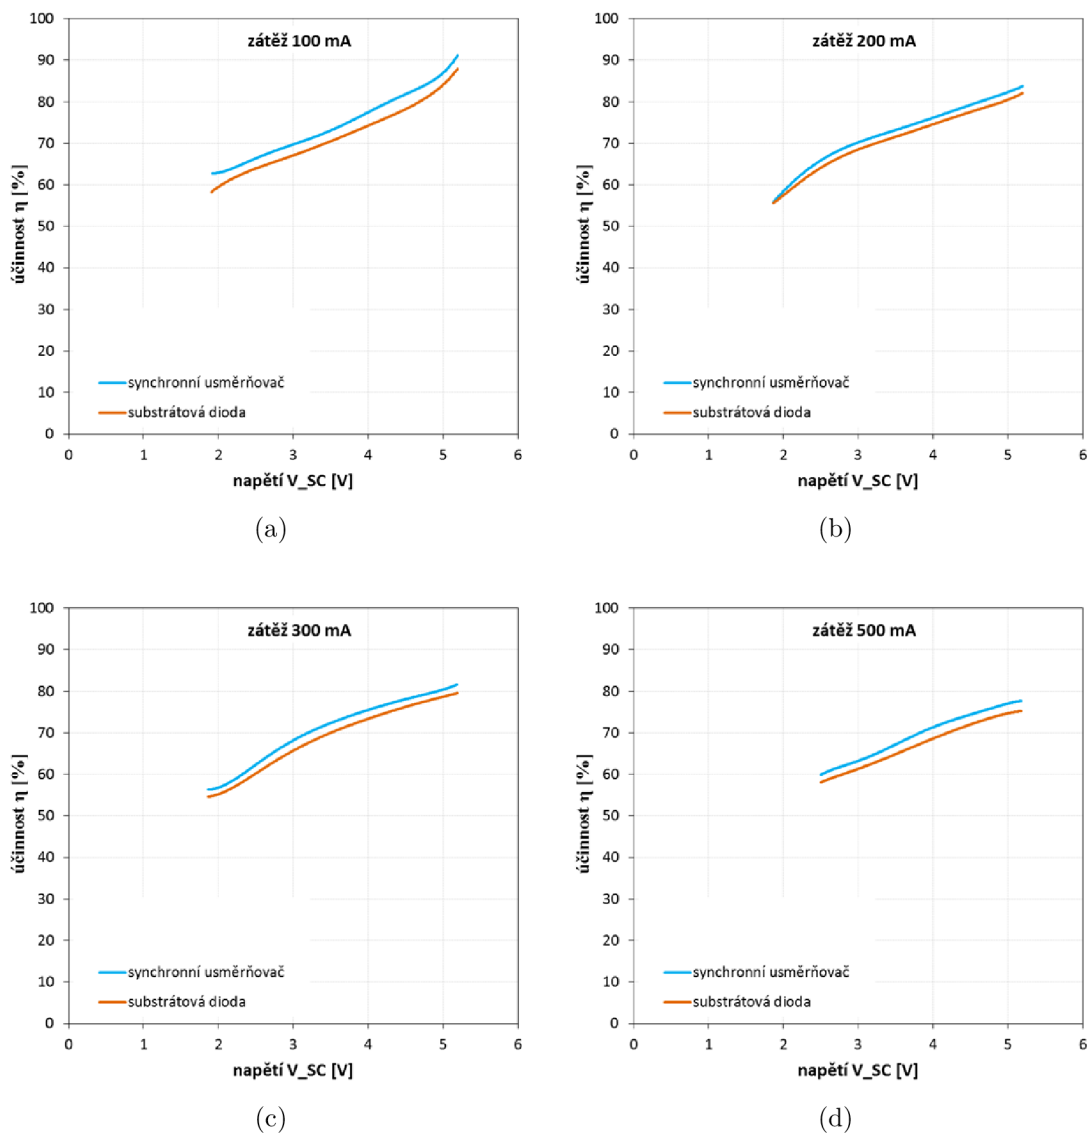 zátěž 100 mA
100
90
80
70
60
50
40
30
20
10
0
účinnost η [%]
synchronní usměrňovač
substrátová dioda
0 1 2 3 4 5 6
napětí V_SC [V]
(a)
zátěž 200 mA
100
90
80
70
60
50
40
30
20
10
0
účinnost η [%]
synchronní usměrňovač
substrátová dioda
0 1 2 3 4 5 6
napětí V_SC [V]
(b)
zátěž 300 mA
100
90
80
70
60
50
40
30
20
10
0
účinnost η [%]
synchronní usměrňovač
substrátová dioda
0 1 2 3 4 5 6
napětí V_SC [V]
(c)
zátěž 500 mA
100
90
80
70
60
50
40
30
20
10
0
účinnost η [%]
synchronní usměrňovač
substrátová dioda
0 1 2 3 4 5 6
napětí V_SC [V]
(d)